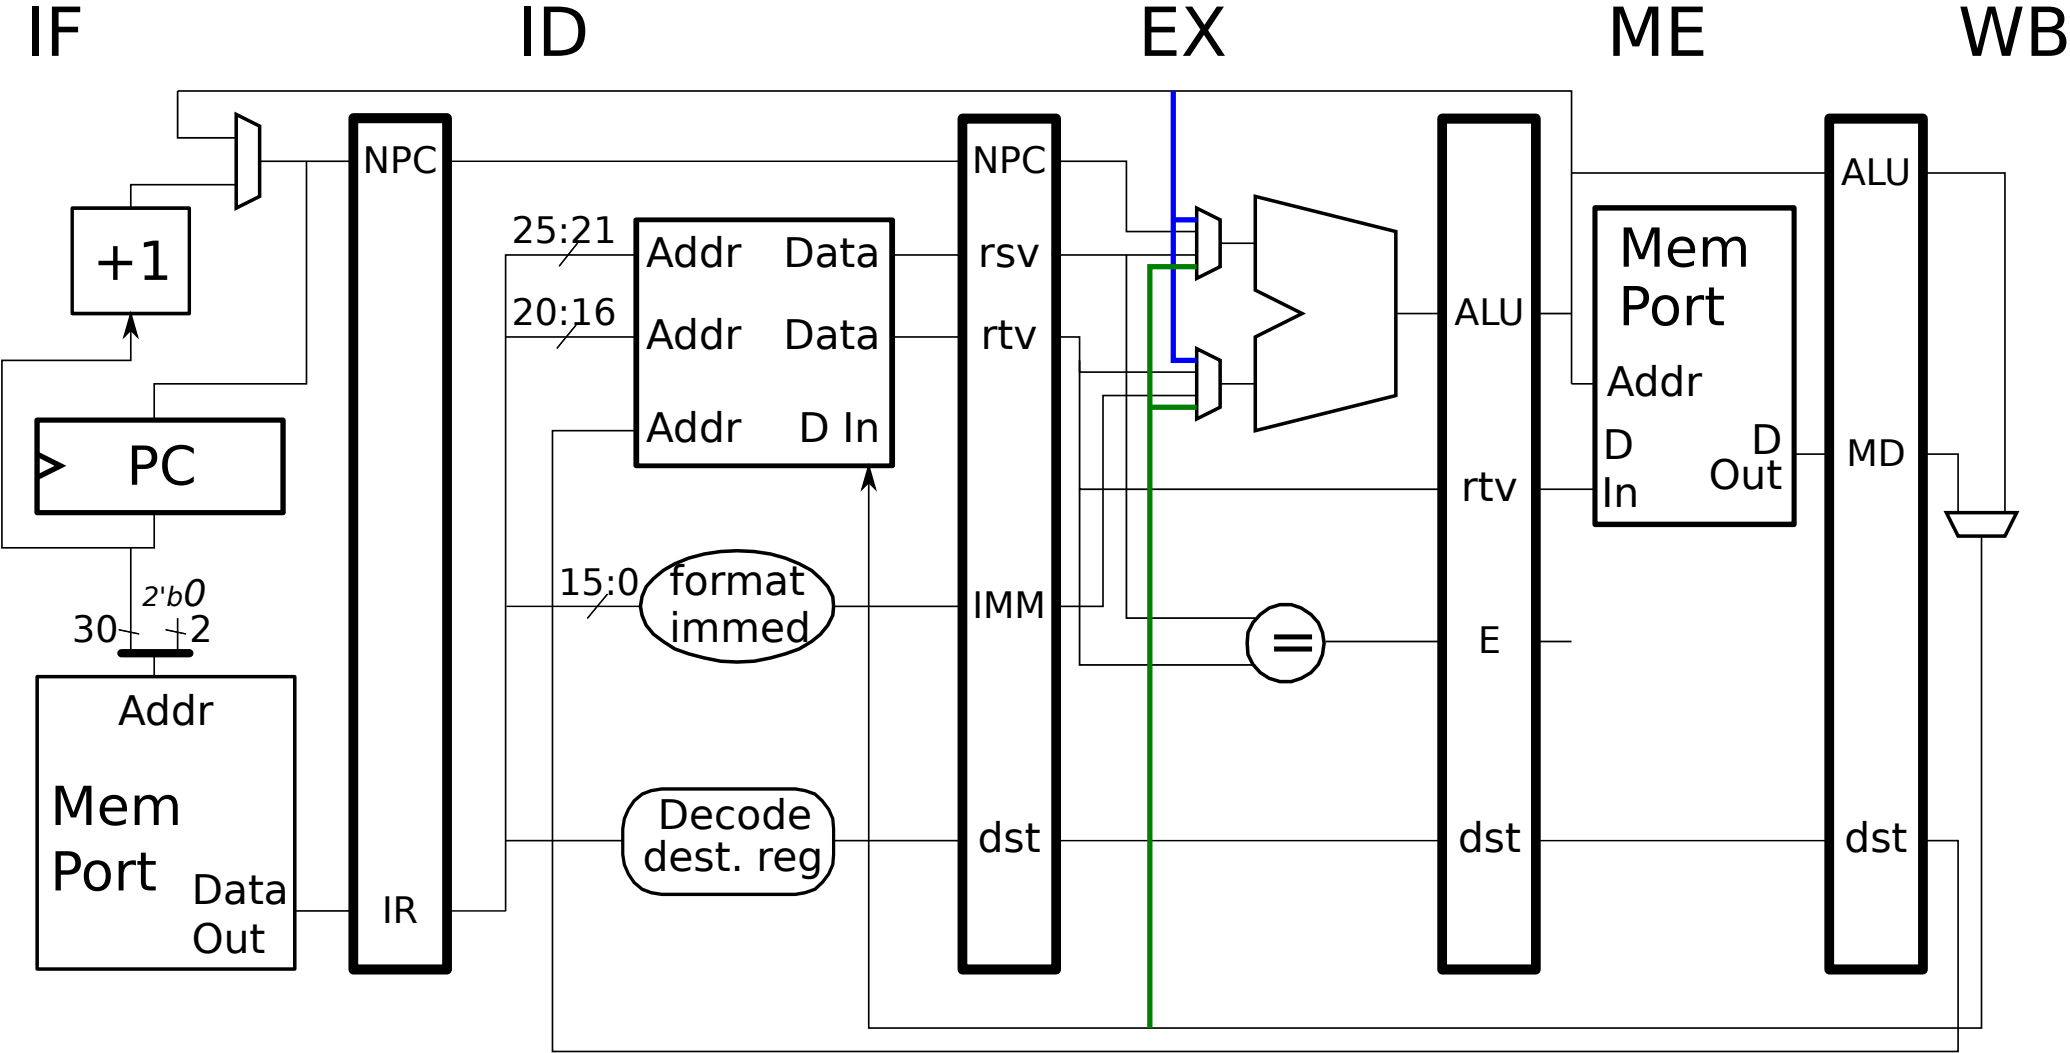 IF
ID
EX
ME
WB
NPC
NPC
ALU
+1
25:21
20:16
Addr Data
Addr Data
Addr D In
rsv
rtv
ALU
Mem
Port
Addr
D
In
D
Out
PC
rtv
MD
2'b0
30
2
15:0
format
immed
IMM
=
E
Addr
Mem
Port
Data
Out
IR
Decode
dest. reg
dst
dst
dst